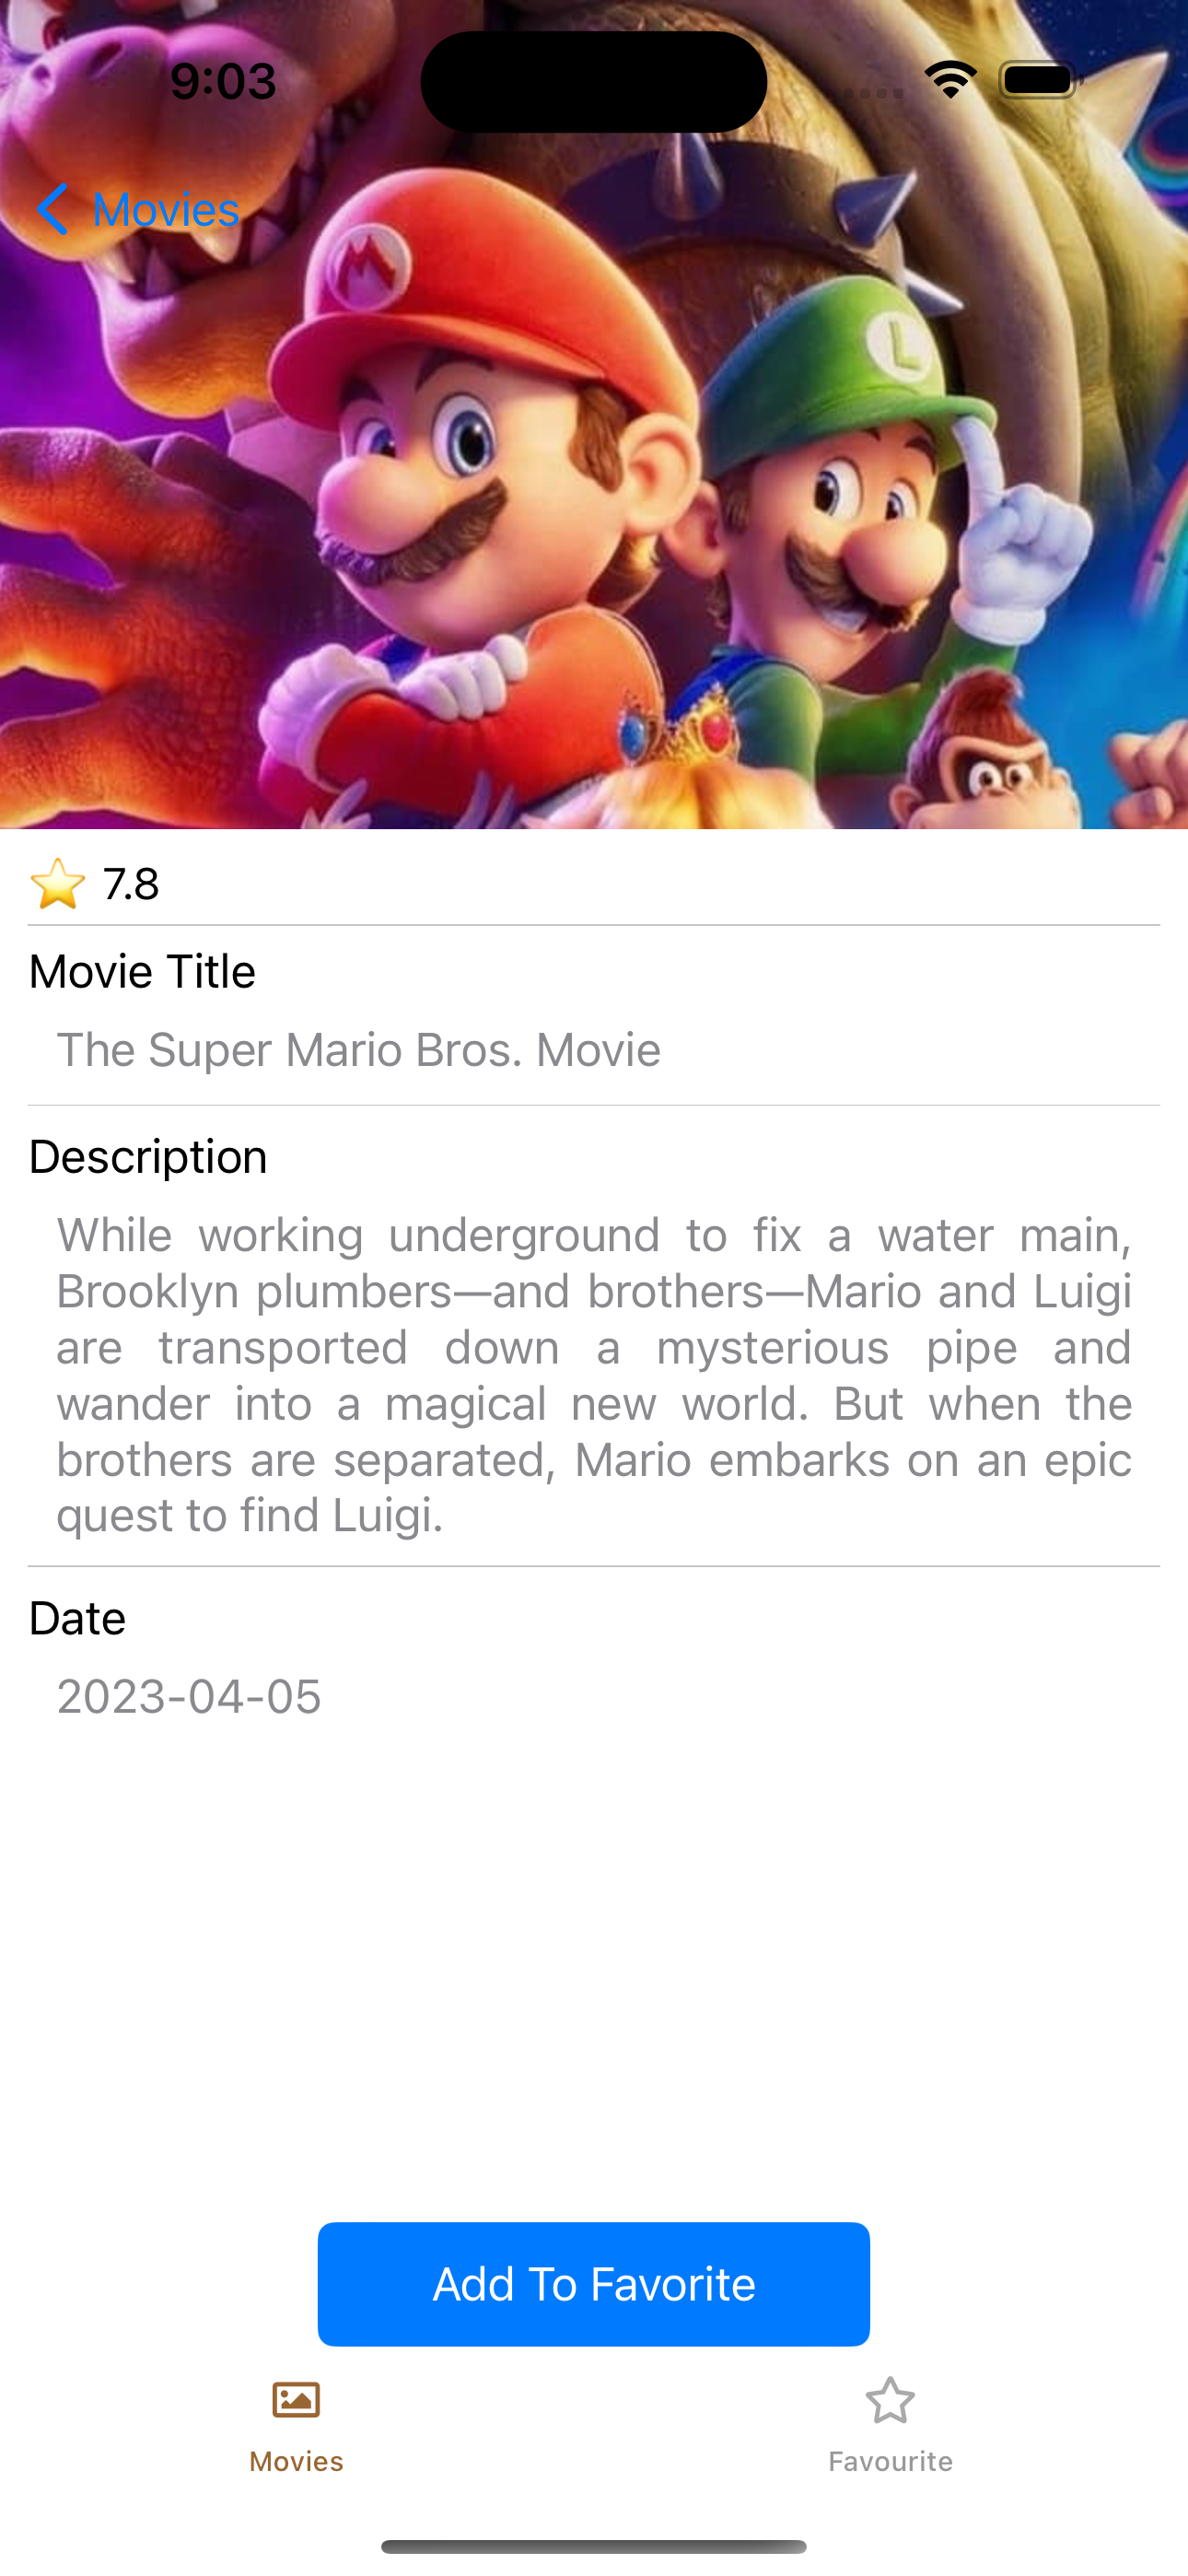 9:03
Movies
M
L
⭐ 7.8
Movie Title
The Super Mario Bros. Movie
Description
While working underground to fix a water main,
Brooklyn plumbers—and brothers—Mario and Luigi
are transported down a mysterious pipe and
wander into a magical new world. But when the
brothers are separated, Mario embarks on an epic
quest to find Luigi.
Date
2023-04-05
Add To Favorite
Movies
Favourite